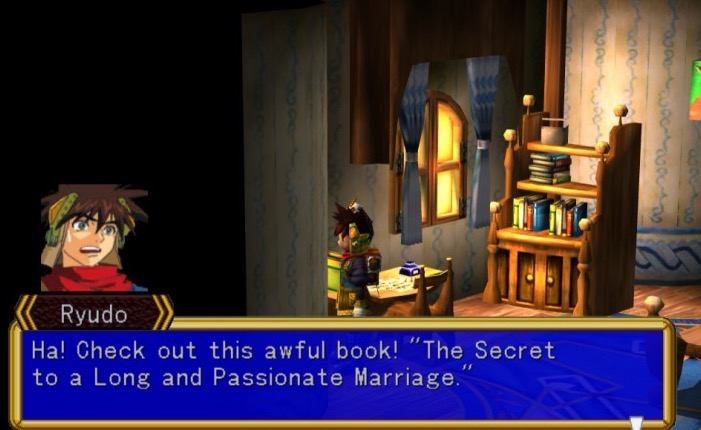 Ryudo
Ha! Check out this awful book! "The Secret
to a Long and Passionate Marriage."